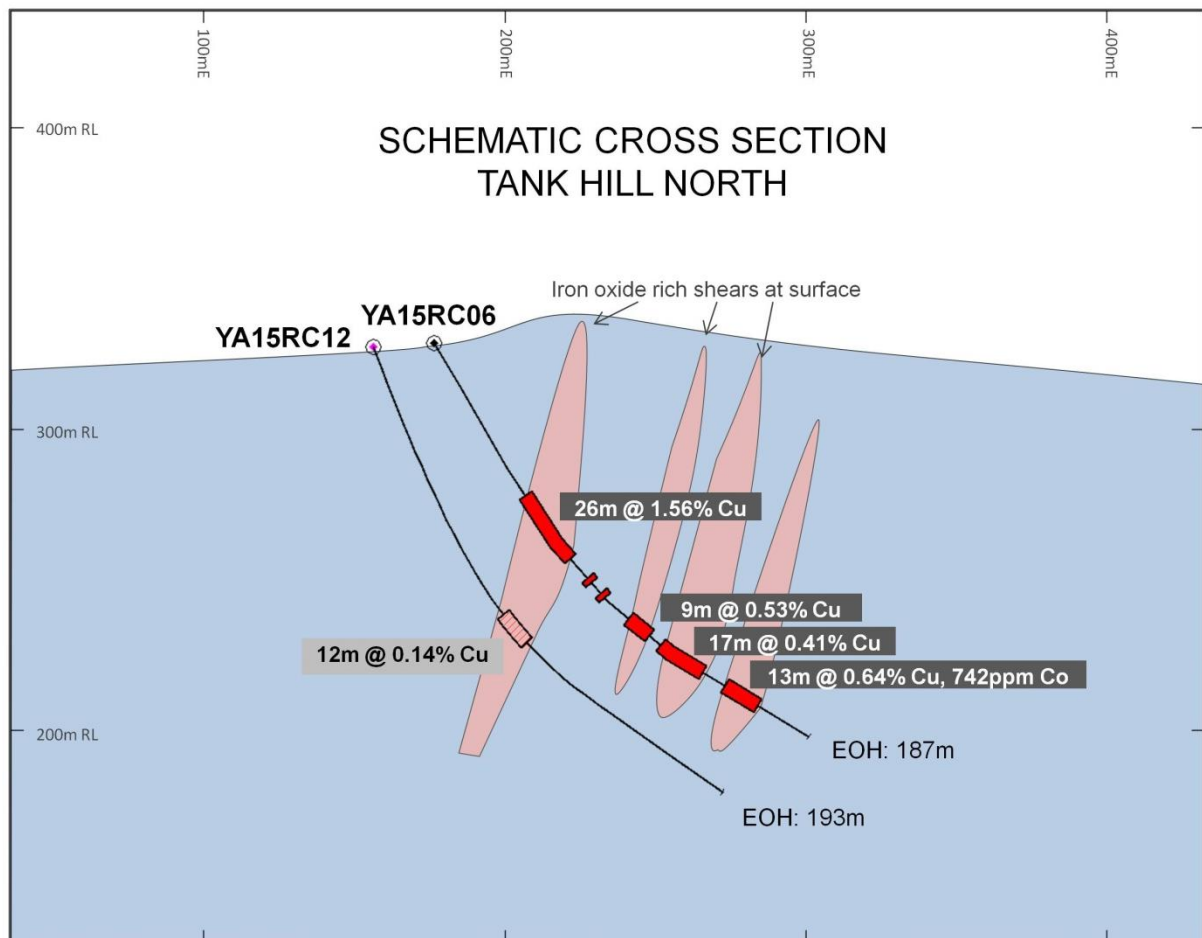 100mE
200mE
300mE
400mE
400m RL
SCHEMATIC CROSS SECTION
TANK HILL NORTH
Iron oxide rich shears at surface
YA15RC06
YA15RC12
300m RL
26m @ 1.56% Cu
9m @ 0.53% Cu
17m @ 0.41% Cu
12m @ 0.14% Cu
13m @ 0.64% Cu, 742ppm Co
200m RL
EOH: 187m
EOH: 193m